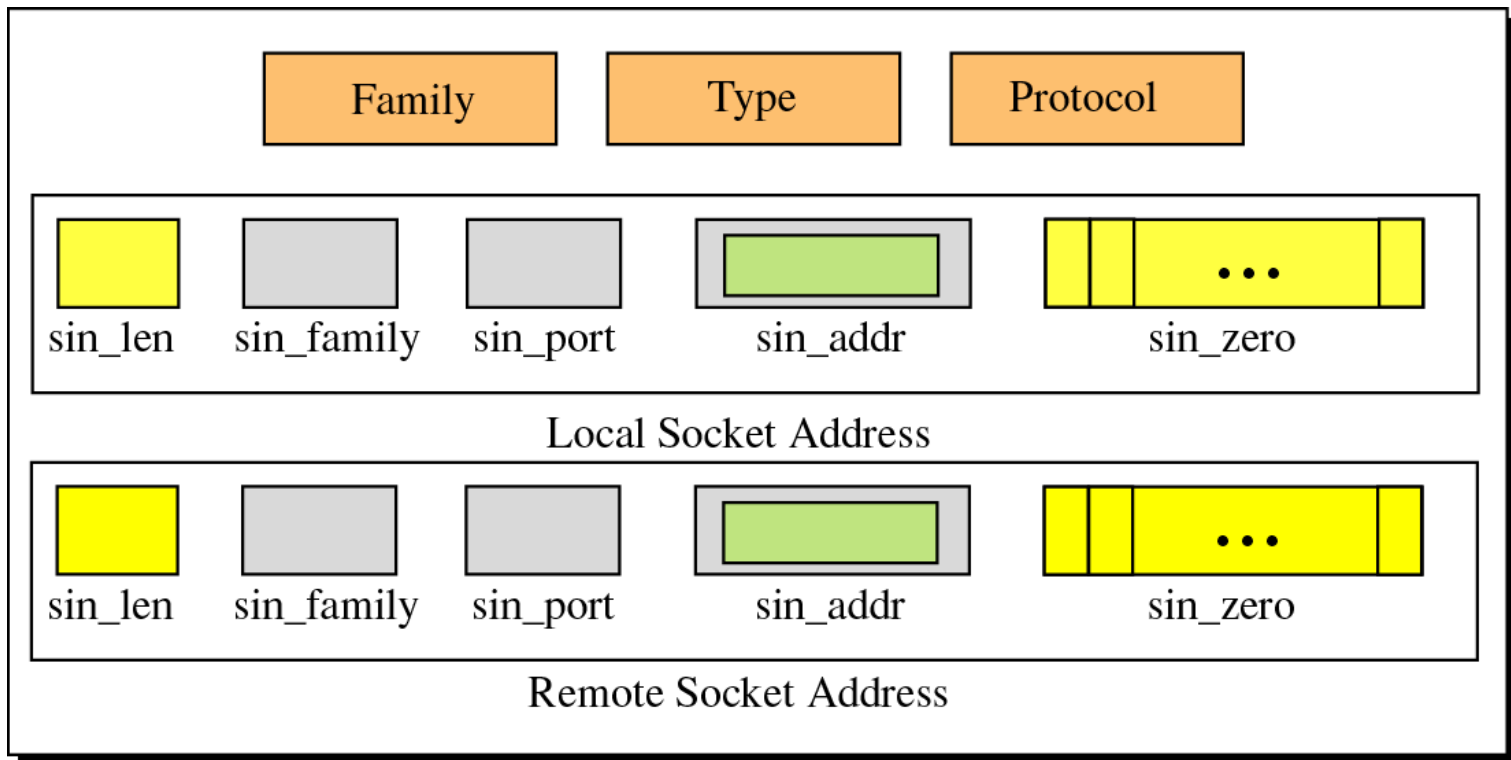 Family Type Protocol
sin_len sin_family sin_port sin_addr sin_zero
Local Socket Address
sin_len sin_family sin_port sin_addr sin_zero
Remote Socket Address